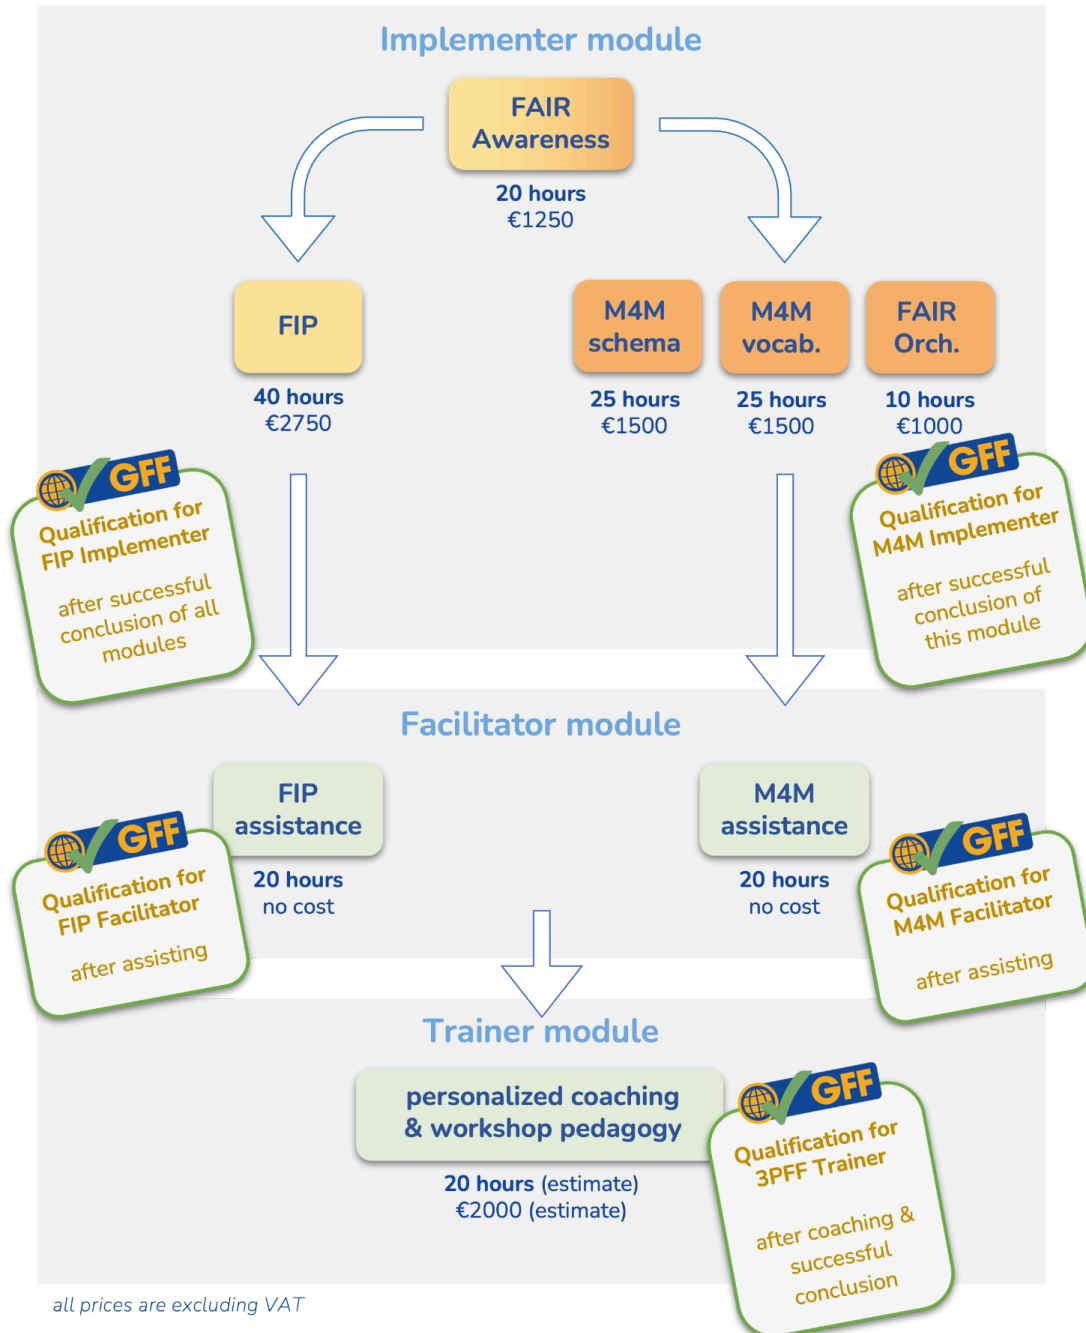 Implementer module
FAIR
Awareness
20 hours
€1250
FIP
40 hours
€2750
M4M
schema
25 hours
€1500
M4M
vocab.
25 hours
€1500
FAIR
Orch.
10 hours
€1000
GFF
Qualification for
FIP Implementer
after successful
conclusion of all
modules
GFF
Qualification for
M4M Implementer
after successful
conclusion of
this module
Facilitator module
FIP
assistance
20 hours
no cost
M4M
assistance
20 hours
no cost
GFF
Qualification for
FIP Facilitator
after assisting
GFF
Qualification for
M4M Facilitator
after assisting
Trainer module
personalized coaching
& workshop pedagogy
20 hours (estimate)
€2000 (estimate)
GFF
Qualification for
3PFF Trainer
after coaching &
successful
conclusion
all prices are excluding VAT